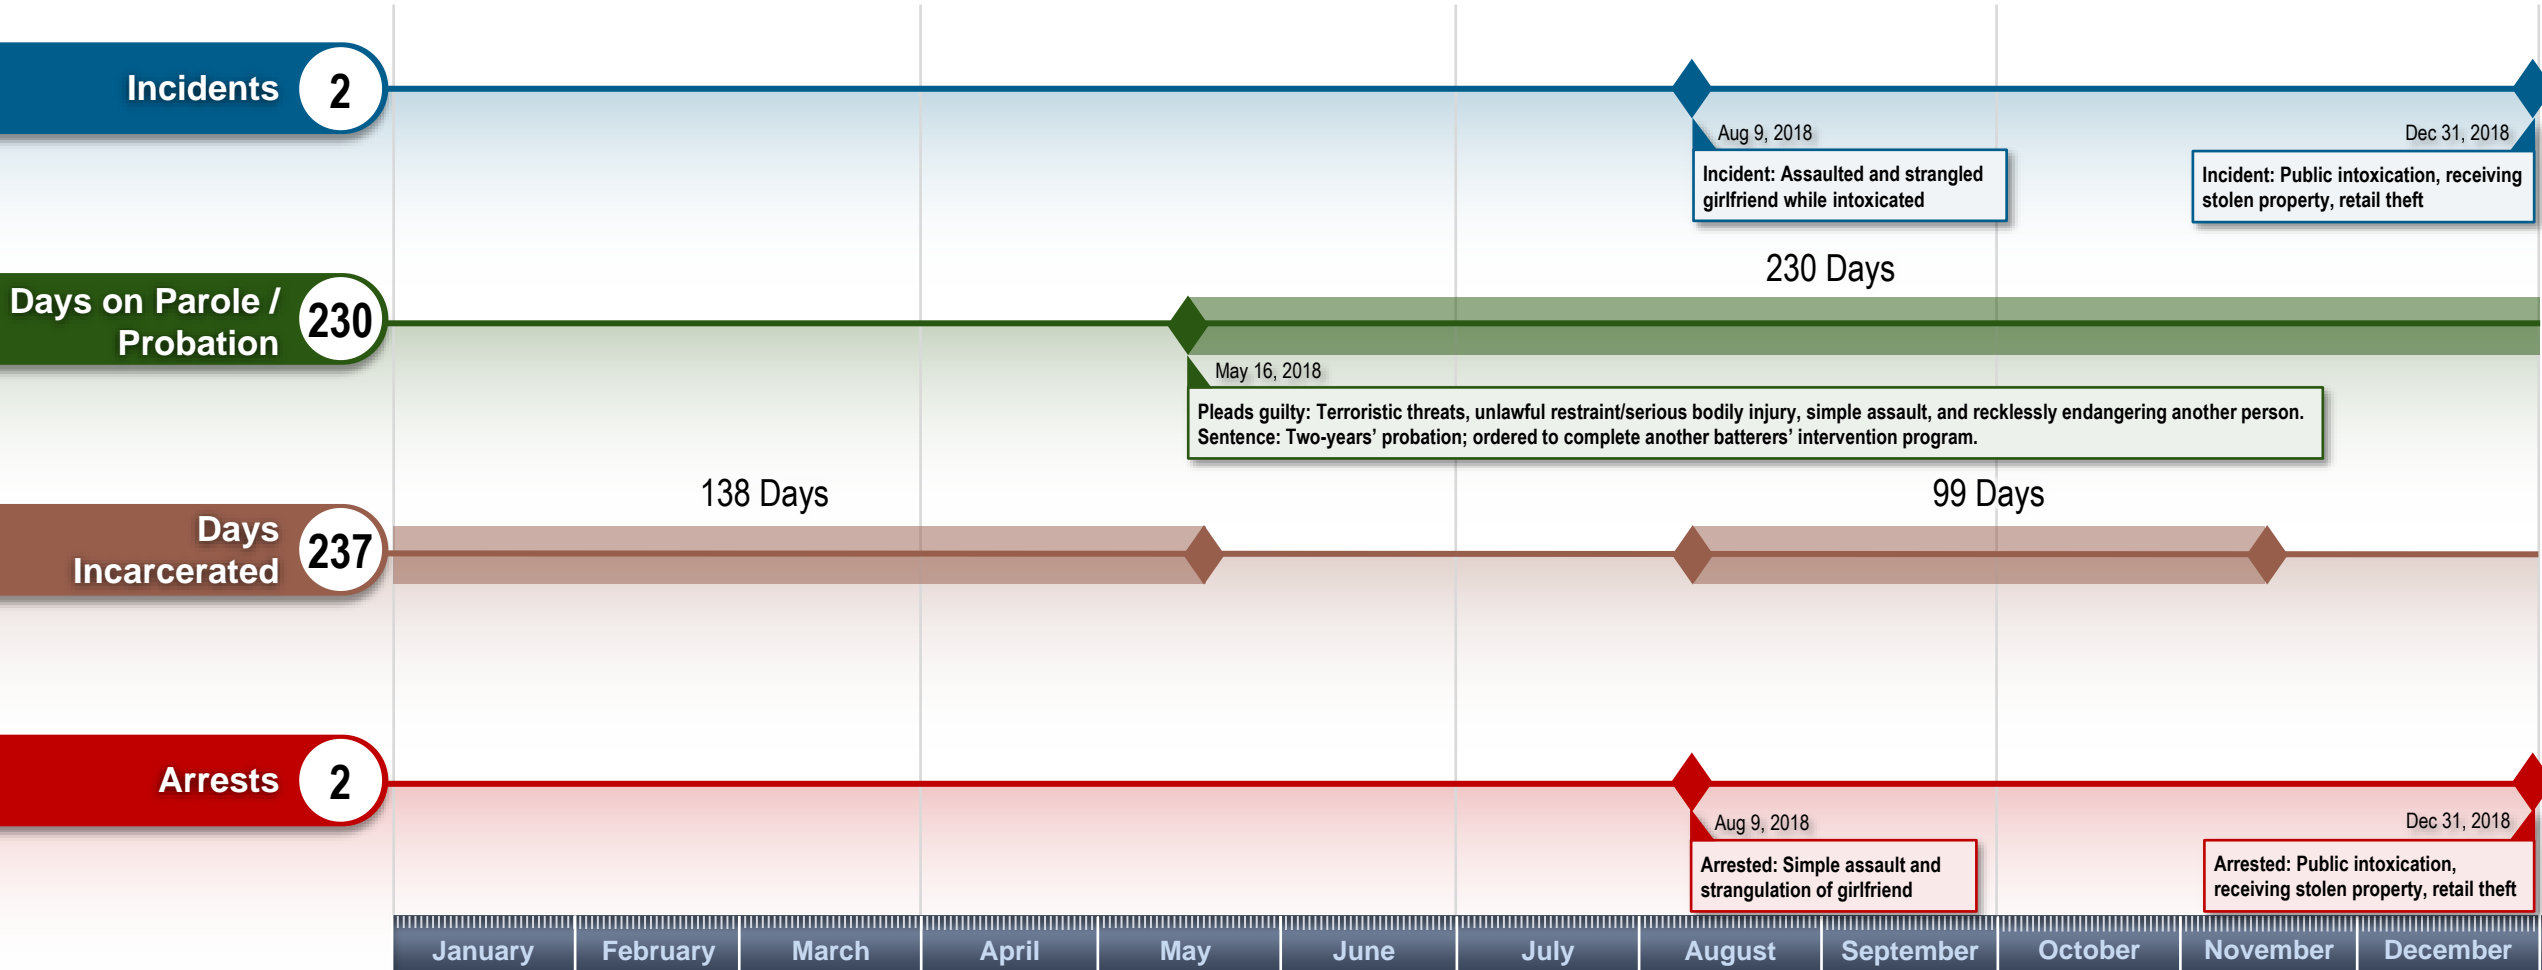 Incidents 2
Aug 9, 2018
Dec 31, 2018
Incident: Assaulted and strangled
girlfriend while intoxicated
Incident: Public intoxication, receiving
stolen property, retail theft
230 Days
Days on Parole /
Probation
230
May 16, 2018
Pleads guilty: Terroristic threats, unlawful restraint/serious bodily injury, simple assault, and recklessly endangering another person.
Sentence: Two-years’ probation; ordered to complete another batterers’ intervention program.
138 Days
99 Days
Days
Incarcerated
237
Arrests 2
Aug 9, 2018
Dec 31, 2018
Arrested: Simple assault and
strangulation of girlfriend
Arrested: Public intoxication,
receiving stolen property, retail theft
January February March April May June July August September October November December